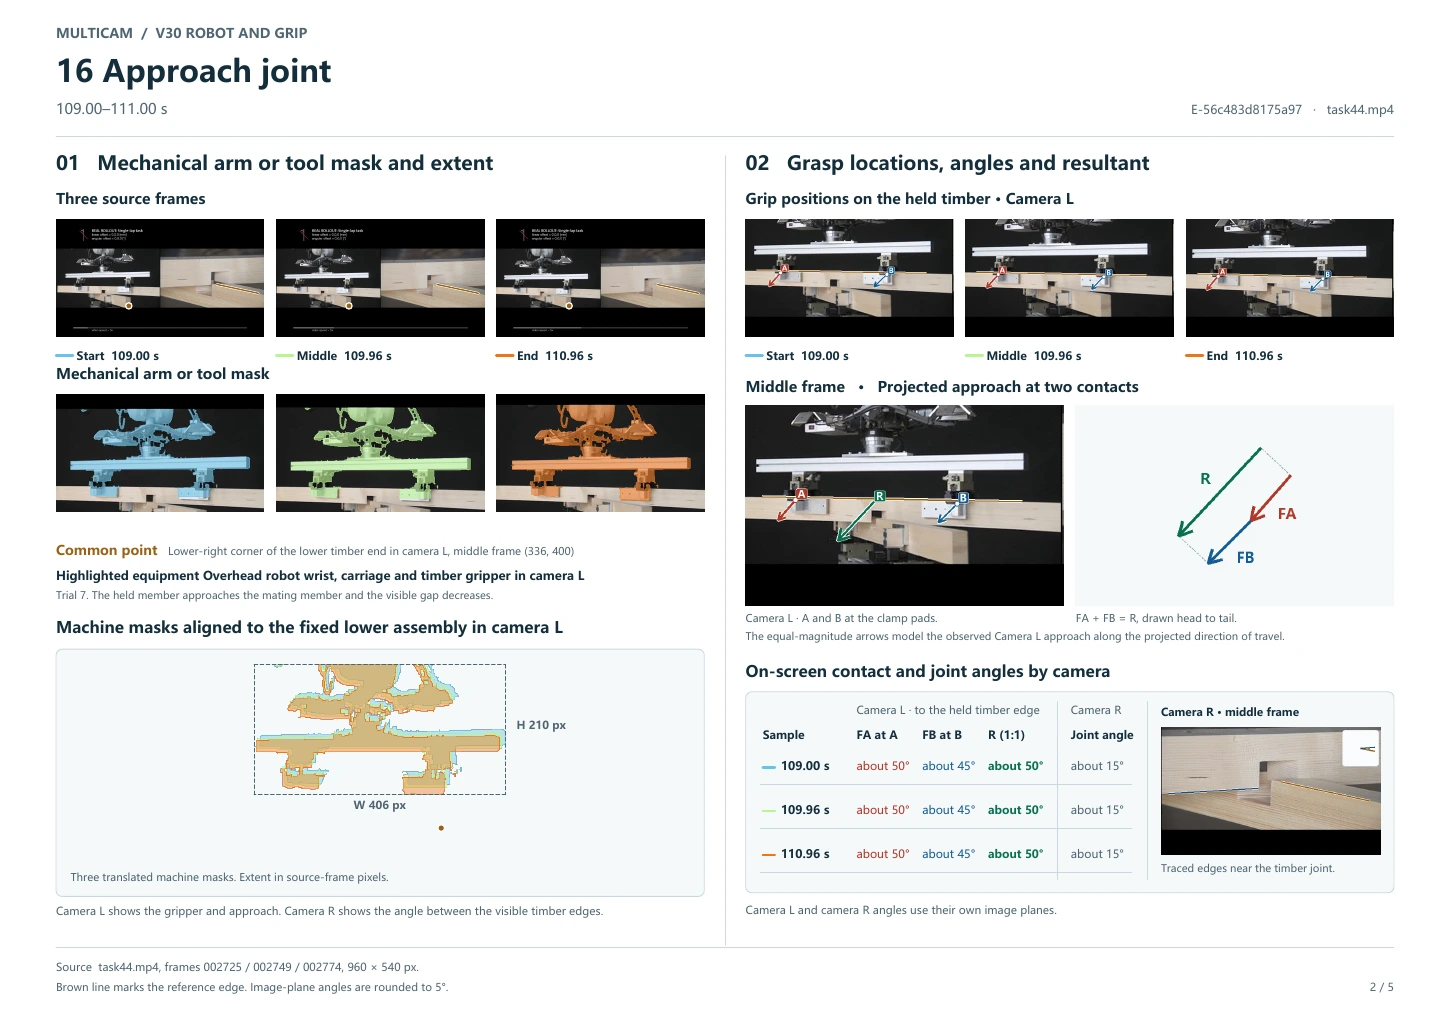 MULTICAM / V30 ROBOT AND GRIP
16 Approach joint
109.00–111.00 s
E-56c483d8175a97 · task44.mp4
01 Mechanical arm or tool mask and extent
Three source frames
Start 109.00 s
Middle 109.96 s
End 110.96 s
Mechanical arm or tool mask
Common point Lower-right corner of the lower timber end in camera L, middle frame (336, 400)
Highlighted equipment Overhead robot wrist, carriage and timber gripper in camera L
Trial 7. The held member approaches the mating member and the visible gap decreases.
Machine masks aligned to the fixed lower assembly in camera L
H 210 px
W 406 px
Three translated machine masks. Extent in source-frame pixels.
Camera L shows the gripper and approach. Camera R shows the angle between the visible timber edges.
02 Grasp locations, angles and resultant
Grip positions on the held timber • Camera L
A B
A B
A B
Start 109.00 s
Middle 109.96 s
End 110.96 s
Middle frame • Projected approach at two contacts
A R B
R
FA
FB
Camera L · A and B at the clamp pads.
FA + FB = R, drawn head to tail.
The equal-magnitude arrows model the observed Camera L approach along the projected direction of travel.
On-screen contact and joint angles by camera
Camera L · to the held timber edge Camera R
Sample FA at A FB at B R (1:1) Joint angle
109.00 s about 50° about 45° about 50° about 15°
109.96 s about 50° about 45° about 50° about 15°
110.96 s about 50° about 45° about 50° about 15°
Camera R • middle frame
Traced edges near the timber joint.
Camera L and camera R angles use their own image planes.
Source task44.mp4, frames 002725 / 002749 / 002774, 960 × 540 px.
Brown line marks the reference edge. Image-plane angles are rounded to 5°.
2 / 5